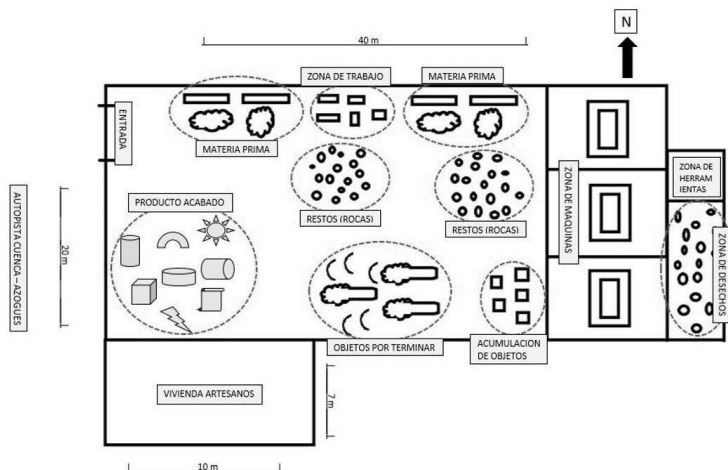 40 m
N
ZONA DE TRABAJO
MATERIA PRIMA
ENTRADA
MATERIA PRIMA
ZONA DE
HERRAM
IENTAS
ZONA DE MAQUINAS
PRODUCTO ACABADO
RESTOS (ROCAS)
RESTOS (ROCAS)
AUTOPISTA CUENCA – AZOGUES
20 m
ZONA DE DESECHOS
OBJETOS POR TERMINAR
ACUMULACION
DE OBJETOS
VIVIENDA ARTESANOS
7 m
10 m